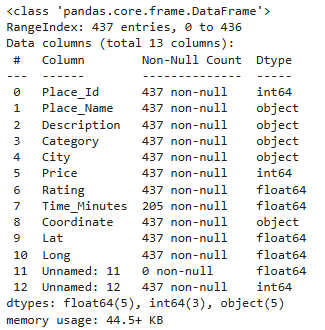 <class 'pandas.core.frame.DataFrame'>
RangeIndex: 437 entries, 0 to 436
Data columns (total 13 columns):
 #   Column        Non-Null Count  Dtype
---  ------        --------------  -----
 0   Place_Id      437 non-null    int64
 1   Place_Name    437 non-null    object
 2   Description   437 non-null    object
 3   Category      437 non-null    object
 4   City          437 non-null    object
 5   Price         437 non-null    int64
 6   Rating        437 non-null    float64
 7   Time_Minutes  205 non-null    float64
 8   Coordinate    437 non-null    object
 9   Lat           437 non-null    float64
 10  Long          437 non-null    float64
 11  Unnamed: 11   0 non-null      float64
 12  Unnamed: 12   437 non-null    int64
dtypes: float64(5), int64(3), object(5)
memory usage: 44.5+ KB